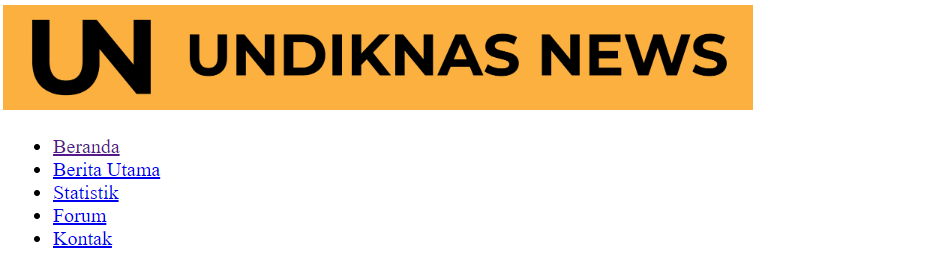 UN UNDIKNAS NEWS
Beranda
Berita Utama
Statistik
Forum
Kontak